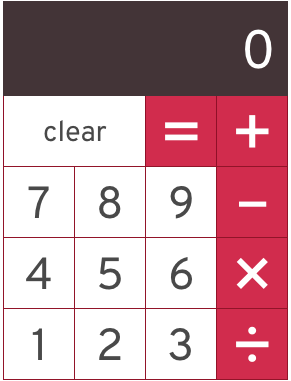 0
clear = +
7 8 9 −
4 5 6 ×
1 2 3 ÷